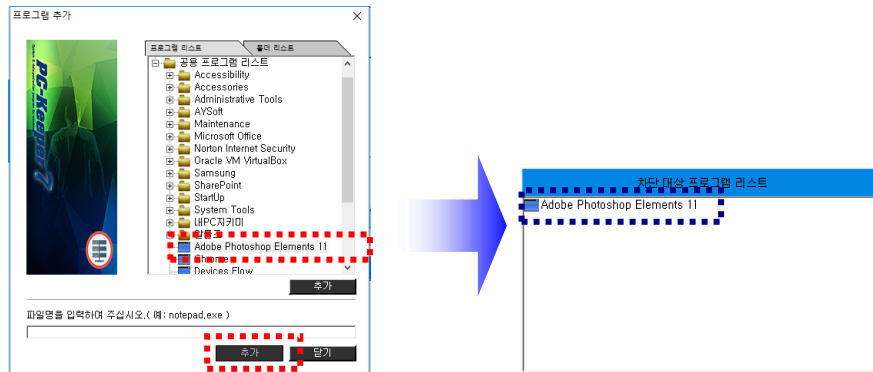 프로그램 추가
프로그램 리스트
폴더 리스트
PC-Keeper7
공용 프로그램 리스트
Accessibility
Accessories
Administrative Tools
AYSoft
Maintenance
Microsoft Office
Norton Internet Security
Oracle VM VirtualBox
Samsung
SharePoint
StartUp
System Tools
내PC지키미
Adobe Photoshop Elements 11
Chrome
Devices Flow
추가
파일명을 입력하여 주십시오.( 예: notepad.exe )
추가
닫기
차단 대상 프로그램 리스트
Adobe Photoshop Elements 11